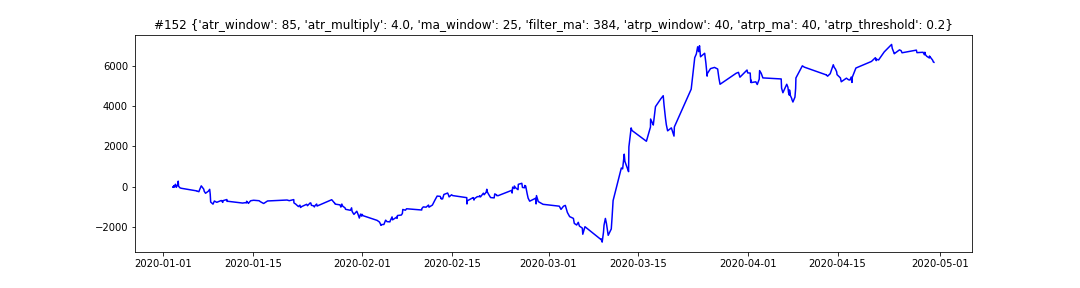 #152 {'atr_window': 85, 'atr_multiply': 4.0, 'ma_window': 25, 'filter_ma': 384, 'atrp_window': 40, 'atrp_ma': 40, 'atrp_threshold': 0.2}
6000
4000
2000
0
−2000
2020-01-01 2020-01-15 2020-02-01 2020-02-15 2020-03-01 2020-03-15 2020-04-01 2020-04-15 2020-05-01